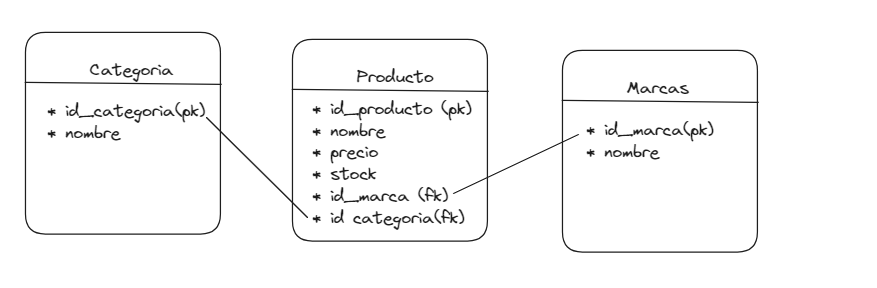 Categoria
* id_categoria(pk)
* nombre
Producto
* id_producto (pk)
* nombre
* precio
* stock
* id_marca (fk)
* id categoria(fk)
Marcas
* id_marca(pk)
* nombre